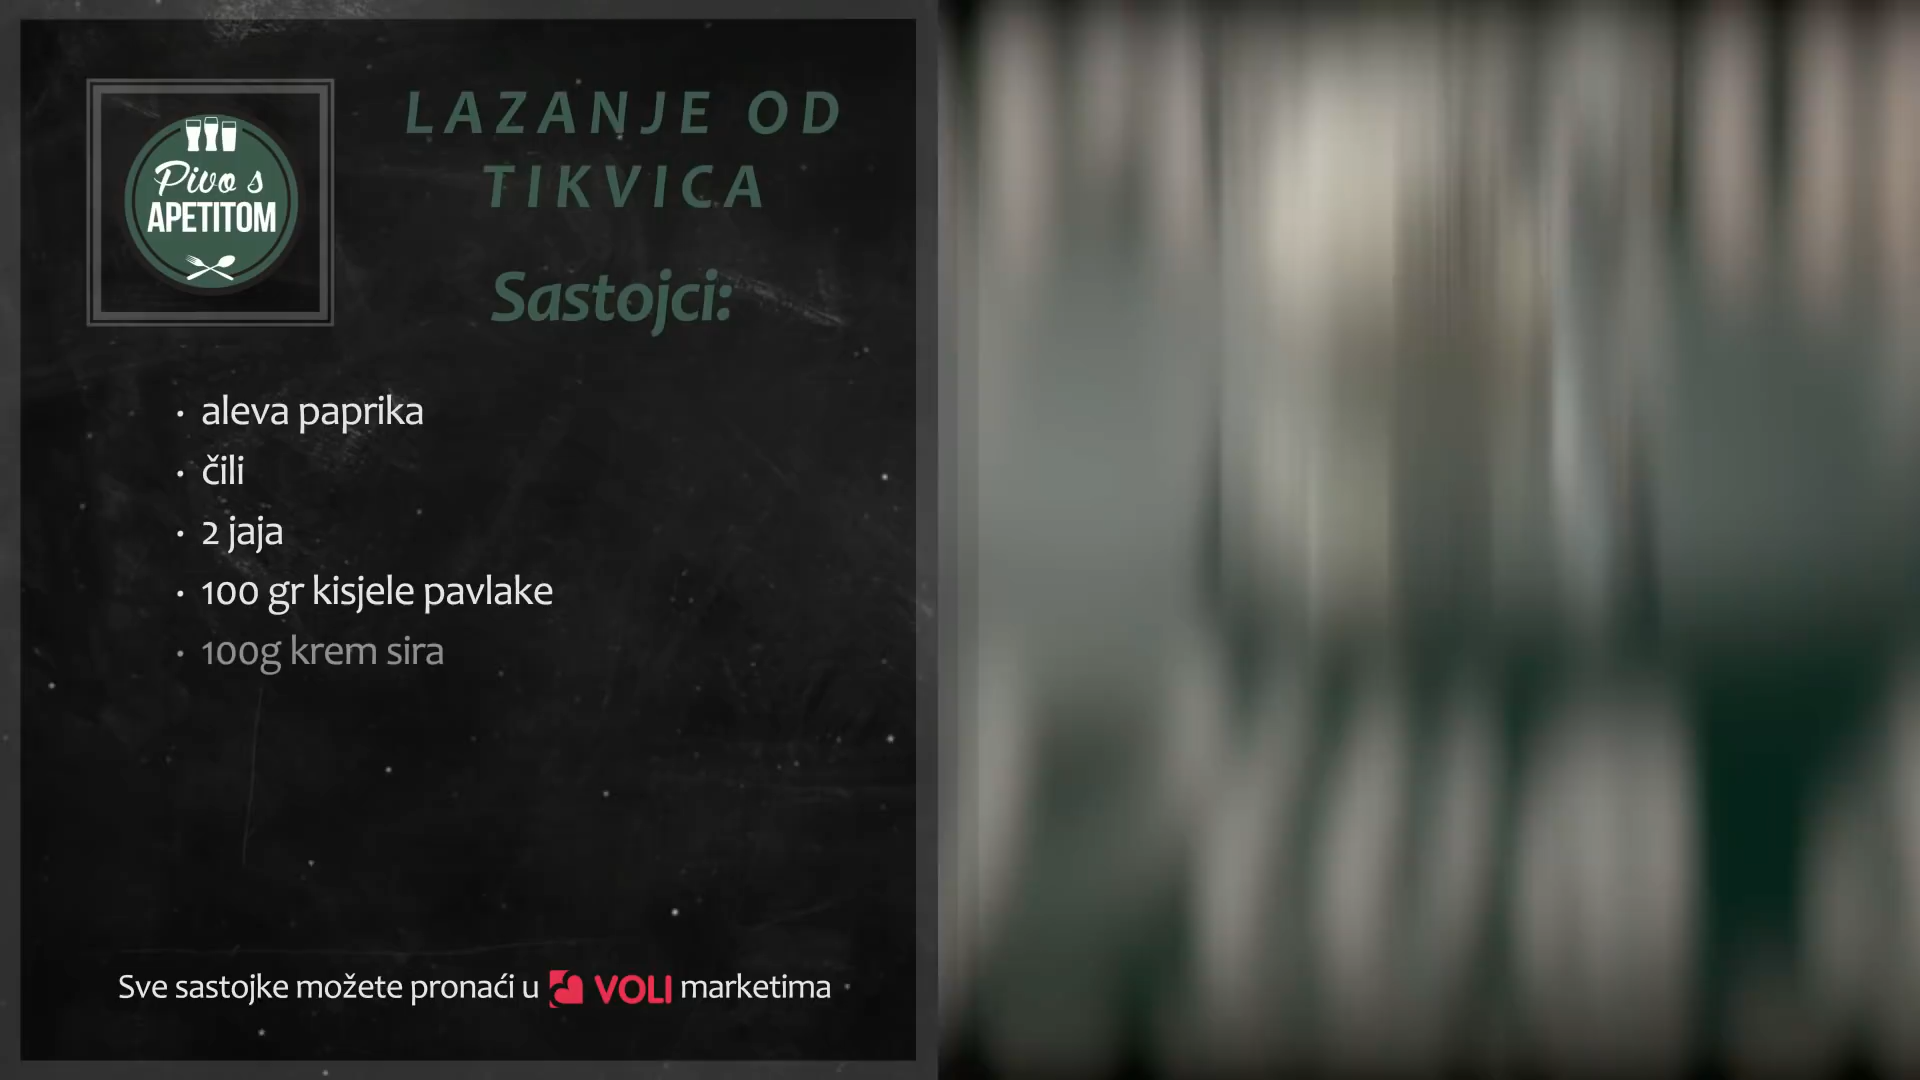 Pivo s
APETITOM
LAZANJE OD
TIKVICA
Sastojci:
· aleva paprika
· čili
· 2 jaja
· 100 gr kisjele pavlake
· 100g krem sira
Sve sastojke možete pronaći u VOLI marketima